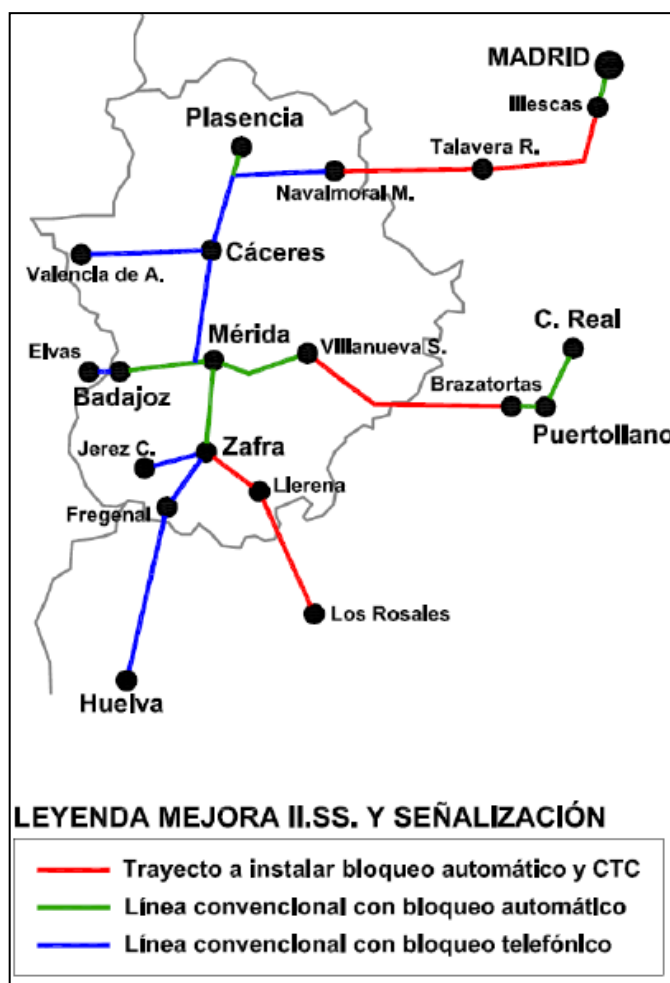 MADRID
Illescas
Plasencia
Talavera R.
Navalmoral M.
Cáceres
Valencia de A.
C. Real
Mérida
VIllanueva S.
Elvas
Brazatortas
Badajoz
Puertollano
Jerez C.
Zafra
Llerena
Fregenal
Los Rosales
Huelva
LEYENDA MEJORA II.SS. Y SEÑALIZACIÓN
Trayecto a instalar bloqueo automático y CTC
Línea convencional con bloqueo automático
Línea convencional con bloqueo telefónico